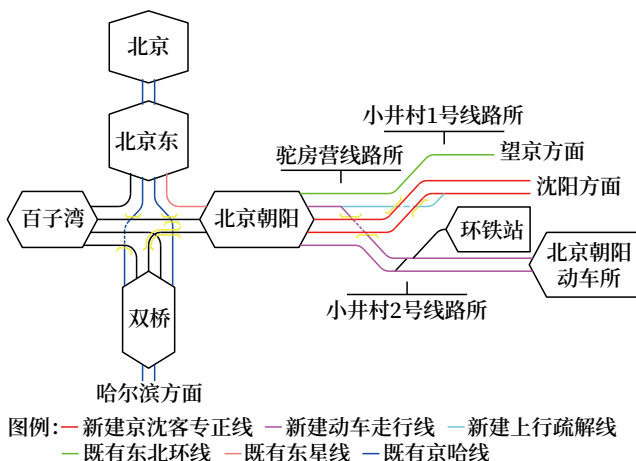 北京
北京东
小井村1号线路所
驼房营线路所
望京方面
沈阳方面
百子湾
北京朝阳
环铁站
北京朝阳
动车所
双桥
小井村2号线路所
哈尔滨方面
图例: 新建京沈客专正线 新建动车走行线 新建上行疏解线
既有东北环线 既有东星线 既有京哈线